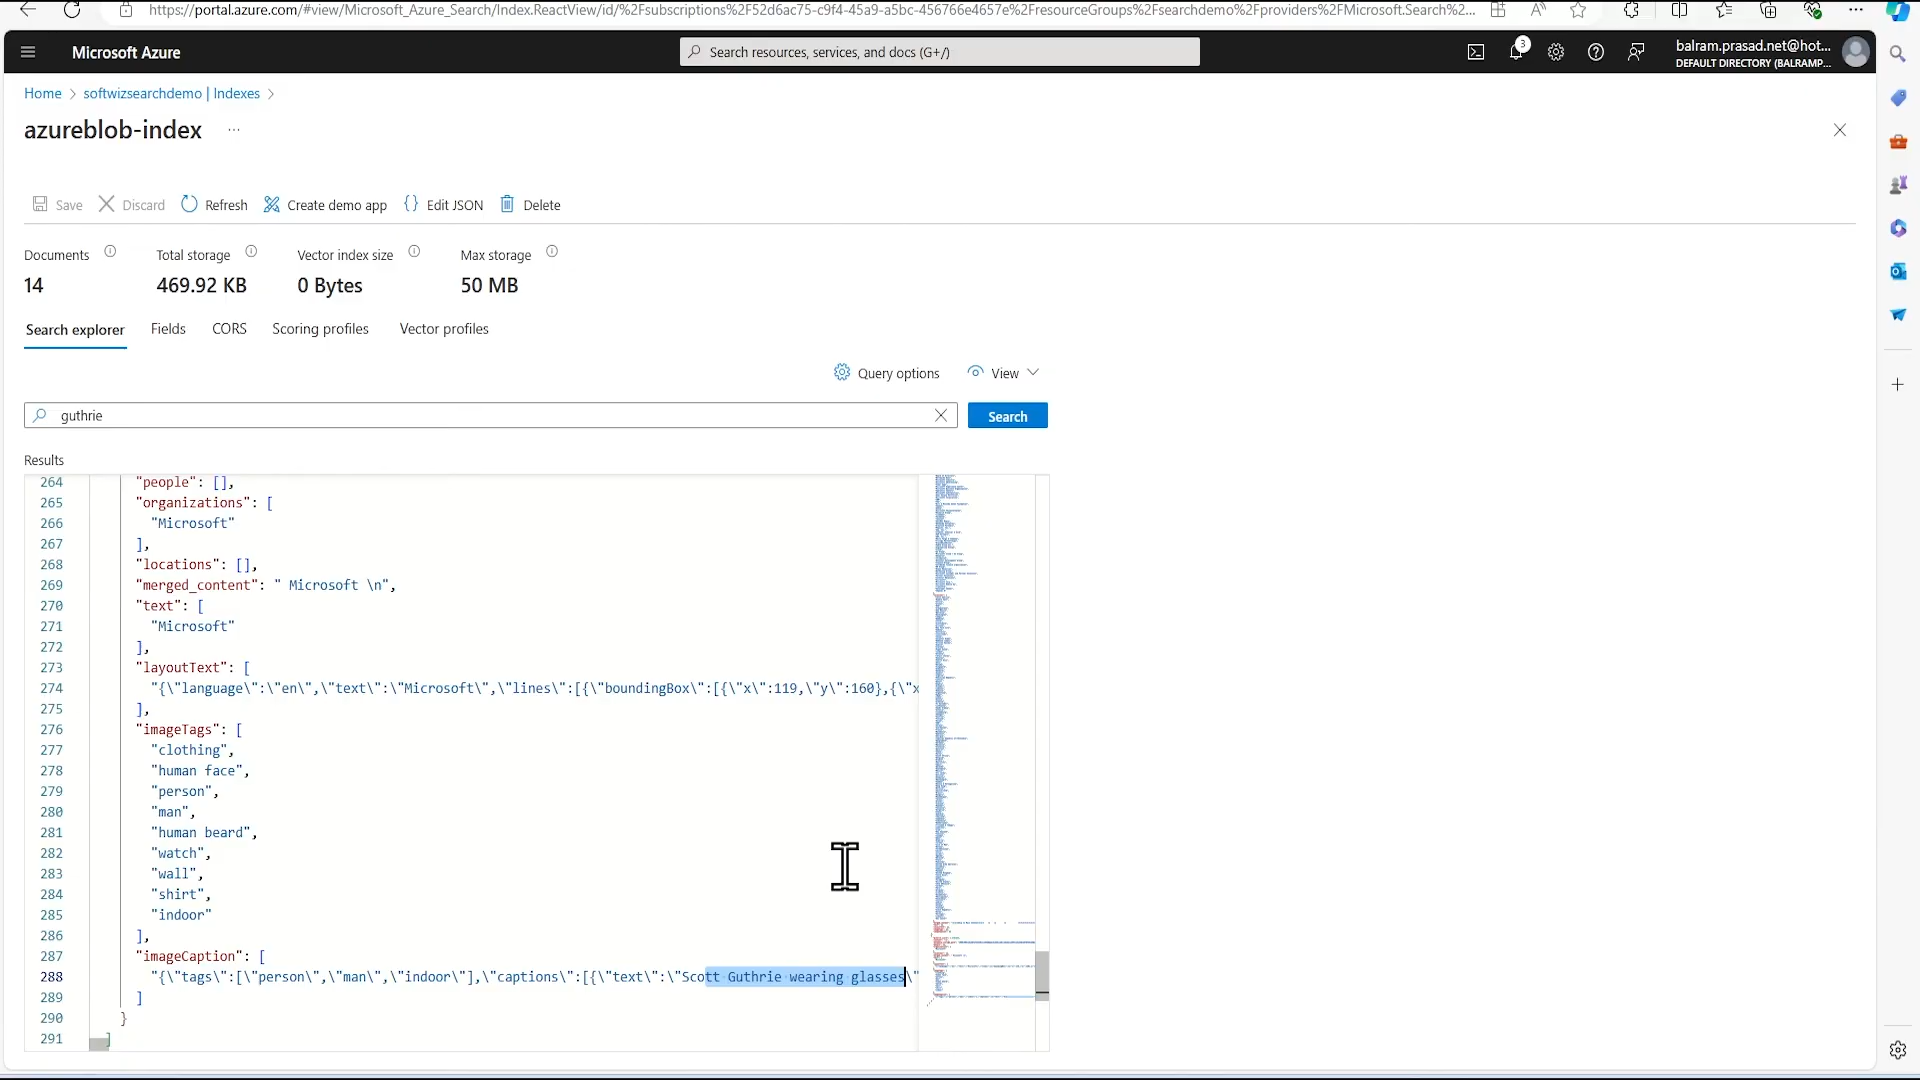 https://portal.azure.com/#view/Microsoft_Azure_Search/Index.ReactView/id/%2Fsubscriptions%2F52d6ac75-c9f4-45a9-a5bc-456766e4657e%2FresourceGroups%2Fsearchdemo%2Fproviders%2FMicrosoft.Search%2...
Microsoft Azure
Search resources, services, and docs (G+/)
3
balram.prasad.net@hot...
DEFAULT DIRECTORY (BALRAMP...
Home > softwizsearchdemo | Indexes >
azureblob-index ...
Save Discard Refresh Create demo app Edit JSON Delete
Documents Total storage Vector index size Max storage
14 469.92 KB 0 Bytes 50 MB
Search explorer Fields CORS Scoring profiles Vector profiles
Query options View
guthrie Search
Results
264 "people": [],
265 "organizations": [
266 "Microsoft"
267 ],
268 "locations": [],
269 "merged_content": " Microsoft \n",
270 "text": [
271 "Microsoft"
272 ],
273 "layoutText": [
274 "{\"language\":\"en\",\"text\":\"Microsoft\",\"lines\":[{\"boundingBox\":[{\"x\":119,\"y\":160},{\"x
275 ],
276 "imageTags": [
277 "clothing",
278 "human face",
279 "person",
280 "man",
281 "human beard",
282 "watch",
283 "wall",
284 "shirt",
285 "indoor"
286 ],
287 "imageCaption": [
288 "{\"tags\":[\"person\",\"man\",\"indoor\"],\"captions\":[{\"text\":\"Scott Guthrie wearing glasses\"
289 ]
290 }
291 ]